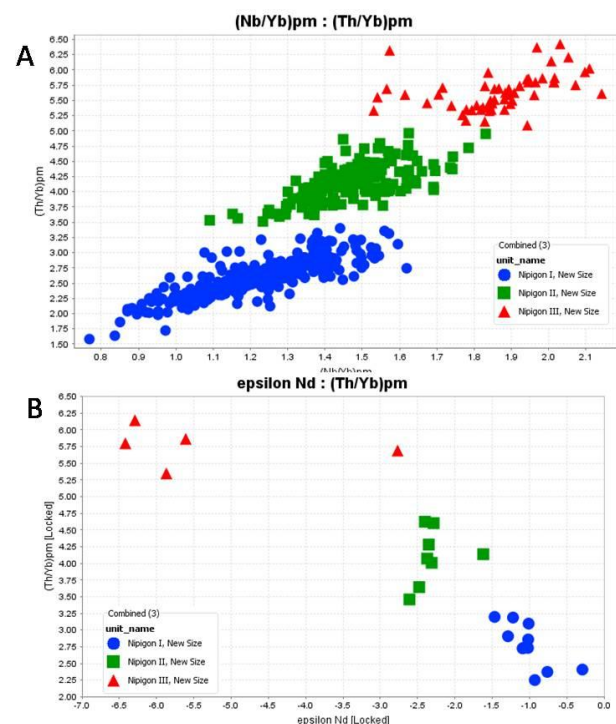 (Nb/Yb)pm : (Th/Yb)pm
A
6.50
6.25
6.00
5.75
5.50
5.25
5.00
4.75
4.50
4.25
4.00
3.75
3.50
3.25
3.00
2.75
2.50
2.25
2.00
1.75
1.50
(Th/Yb)pm
Combined (3)
unit_name
Nipigon I, New Size
Nipigon II, New Size
Nipigon III, New Size
0.8 0.9 1.0 1.1 1.2 1.3 1.4 1.5 1.6 1.7 1.8 1.9 2.0 2.1
(Nb/Yb)pm
epsilon Nd : (Th/Yb)pm
B
6.50
6.25
6.00
5.75
5.50
5.25
5.00
4.75
4.50
4.25
4.00
3.75
3.50
3.25
3.00
2.75
2.50
2.25
2.00
(Th/Yb)pm [Locked]
Combined (3)
unit_name
Nipigon I, New Size
Nipigon II, New Size
Nipigon III, New Size
-7.0 -6.5 -6.0 -5.5 -5.0 -4.5 -4.0 -3.5 -3.0 -2.5 -2.0 -1.5 -1.0 -0.5 0.0
epsilon Nd [Locked]